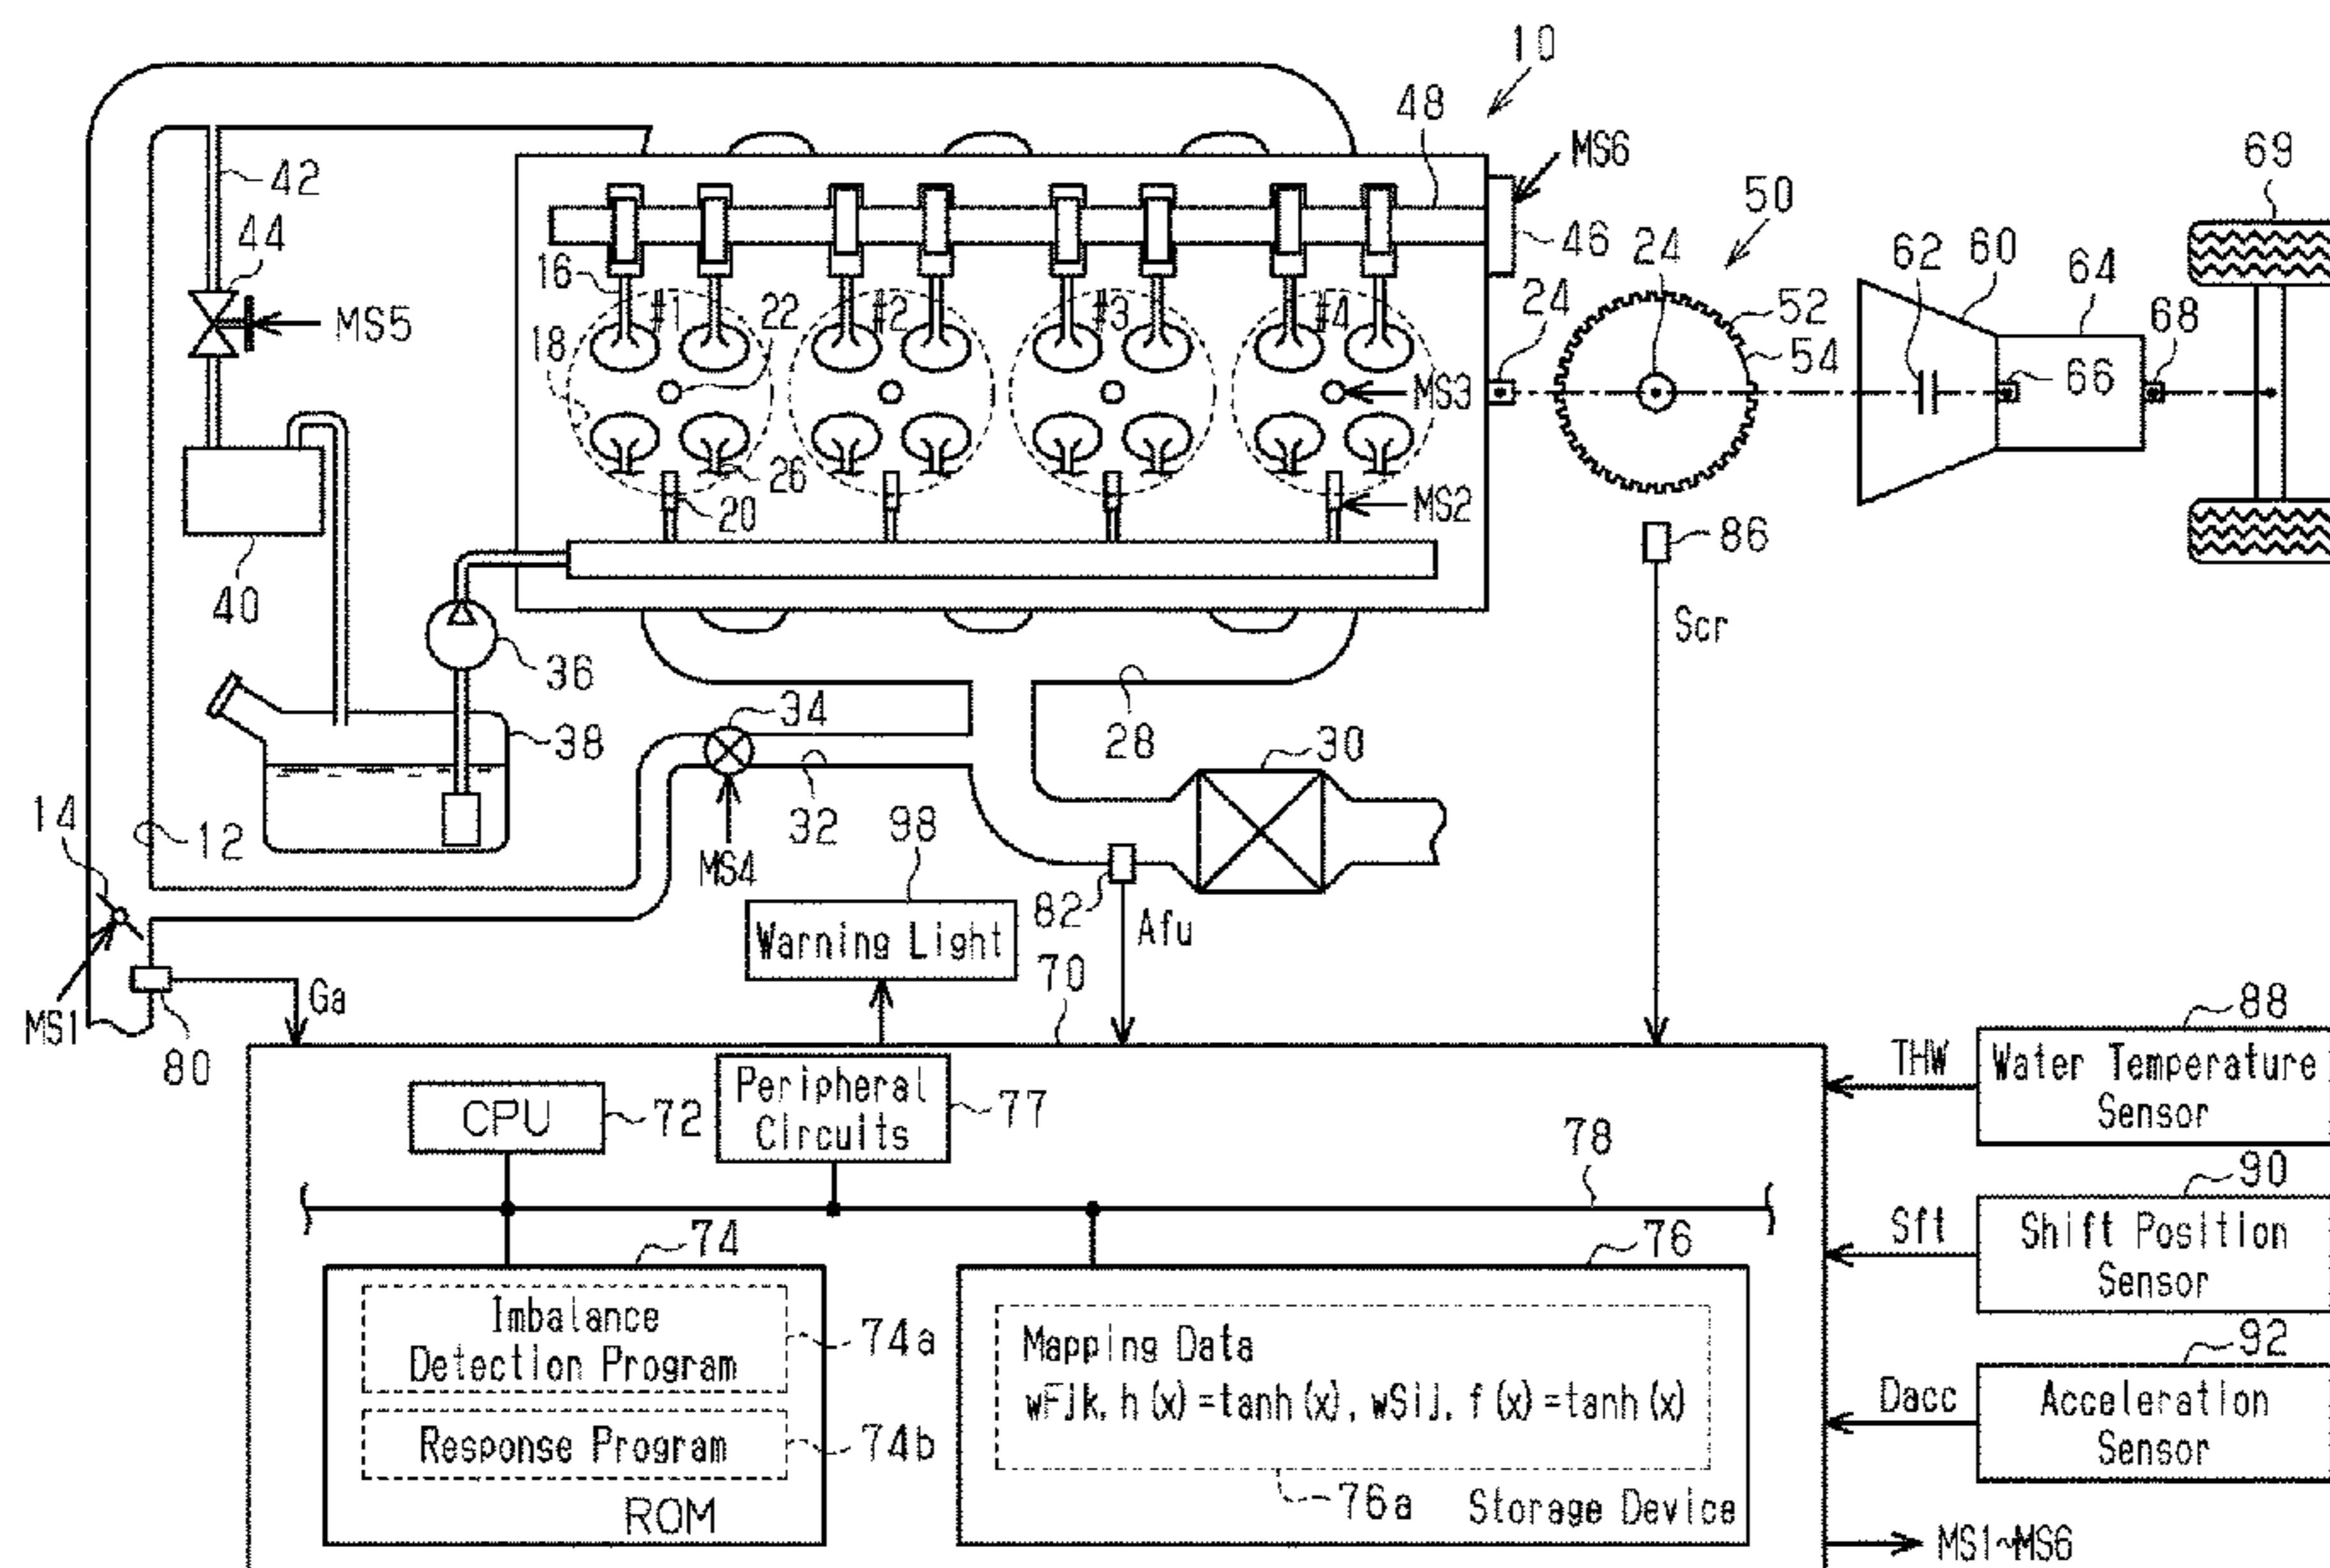 10
48
MS6
69
42
50
46
44
24
62
60
64
16
#1
#2
#3
#4
22
24
52
68
MS5
18
54
66
MS3
26
20
MS2
86
40
Scr
36
34
28
30
38
14
12
32
98
MS4
82
Afu
Warning Light
70
Ga
MS1
80
88
THW
Water Temperature
Sensor
Peripheral
Circuits
77
CPU
72
78
90
Sft
Shift Position
Sensor
74
76
Imbalance
Detection Program
74a
Mapping Data
wFjk, h(x)=tanh(x), wSij, f(x)=tanh(x)
92
Dacc
Acceleration
Sensor
Response Program
74b
76a
Storage Device
ROM
MS1~MS6